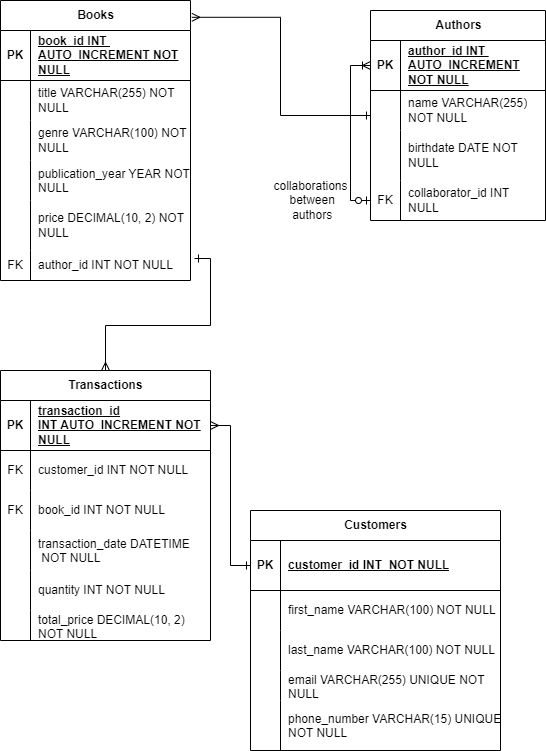 Books
PK
book_id INT
AUTO_INCREMENT NOT
NULL
title VARCHAR(255) NOT
NULL
genre VARCHAR(100) NOT
NULL
publication_year YEAR NOT
NULL
price DECIMAL(10, 2) NOT
NULL
FK
author_id INT NOT NULL
Authors
PK
author_id INT
AUTO_INCREMENT
NOT NULL
name VARCHAR(255)
NOT NULL
birthdate DATE NOT
NULL
FK
collaborator_id INT
NULL
collaborations
between
authors
Transactions
PK
transaction_id
INT AUTO_INCREMENT NOT
NULL
FK
customer_id INT NOT NULL
FK
book_id INT NOT NULL
transaction_date DATETIME
NOT NULL
quantity INT NOT NULL
total_price DECIMAL(10, 2)
NOT NULL
Customers
PK
customer_id INT NOT NULL
first_name VARCHAR(100) NOT NULL
last_name VARCHAR(100) NOT NULL
email VARCHAR(255) UNIQUE NOT
NULL
phone_number VARCHAR(15) UNIQUE
NOT NULL